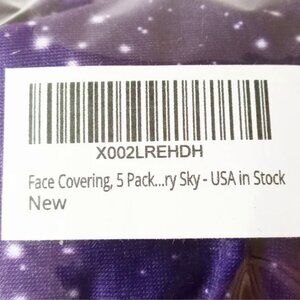 X002LREHDH
Face Covering, 5 Pack...ry Sky - USA in Stock
New